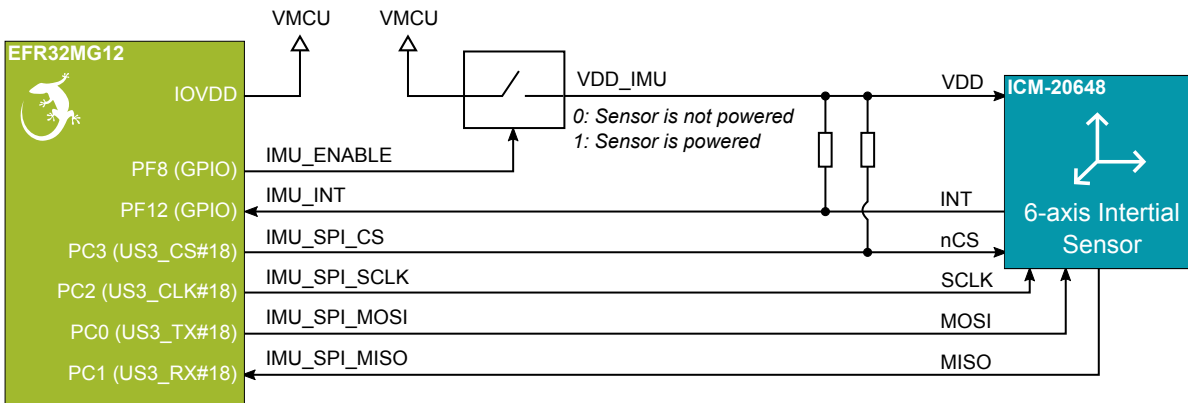 VMCU
VMCU
EFR32MG12
IOVDD
VDD_IMU
VDD
ICM-20648
0: Sensor is not powered
1: Sensor is powered
PF8 (GPIO)
IMU_ENABLE
PF12 (GPIO)
IMU_INT
INT
6-axis Intertial
Sensor
PC3 (US3_CS#18)
IMU_SPI_CS
nCS
PC2 (US3_CLK#18)
IMU_SPI_SCLK
SCLK
PC0 (US3_TX#18)
IMU_SPI_MOSI
MOSI
PC1 (US3_RX#18)
IMU_SPI_MISO
MISO